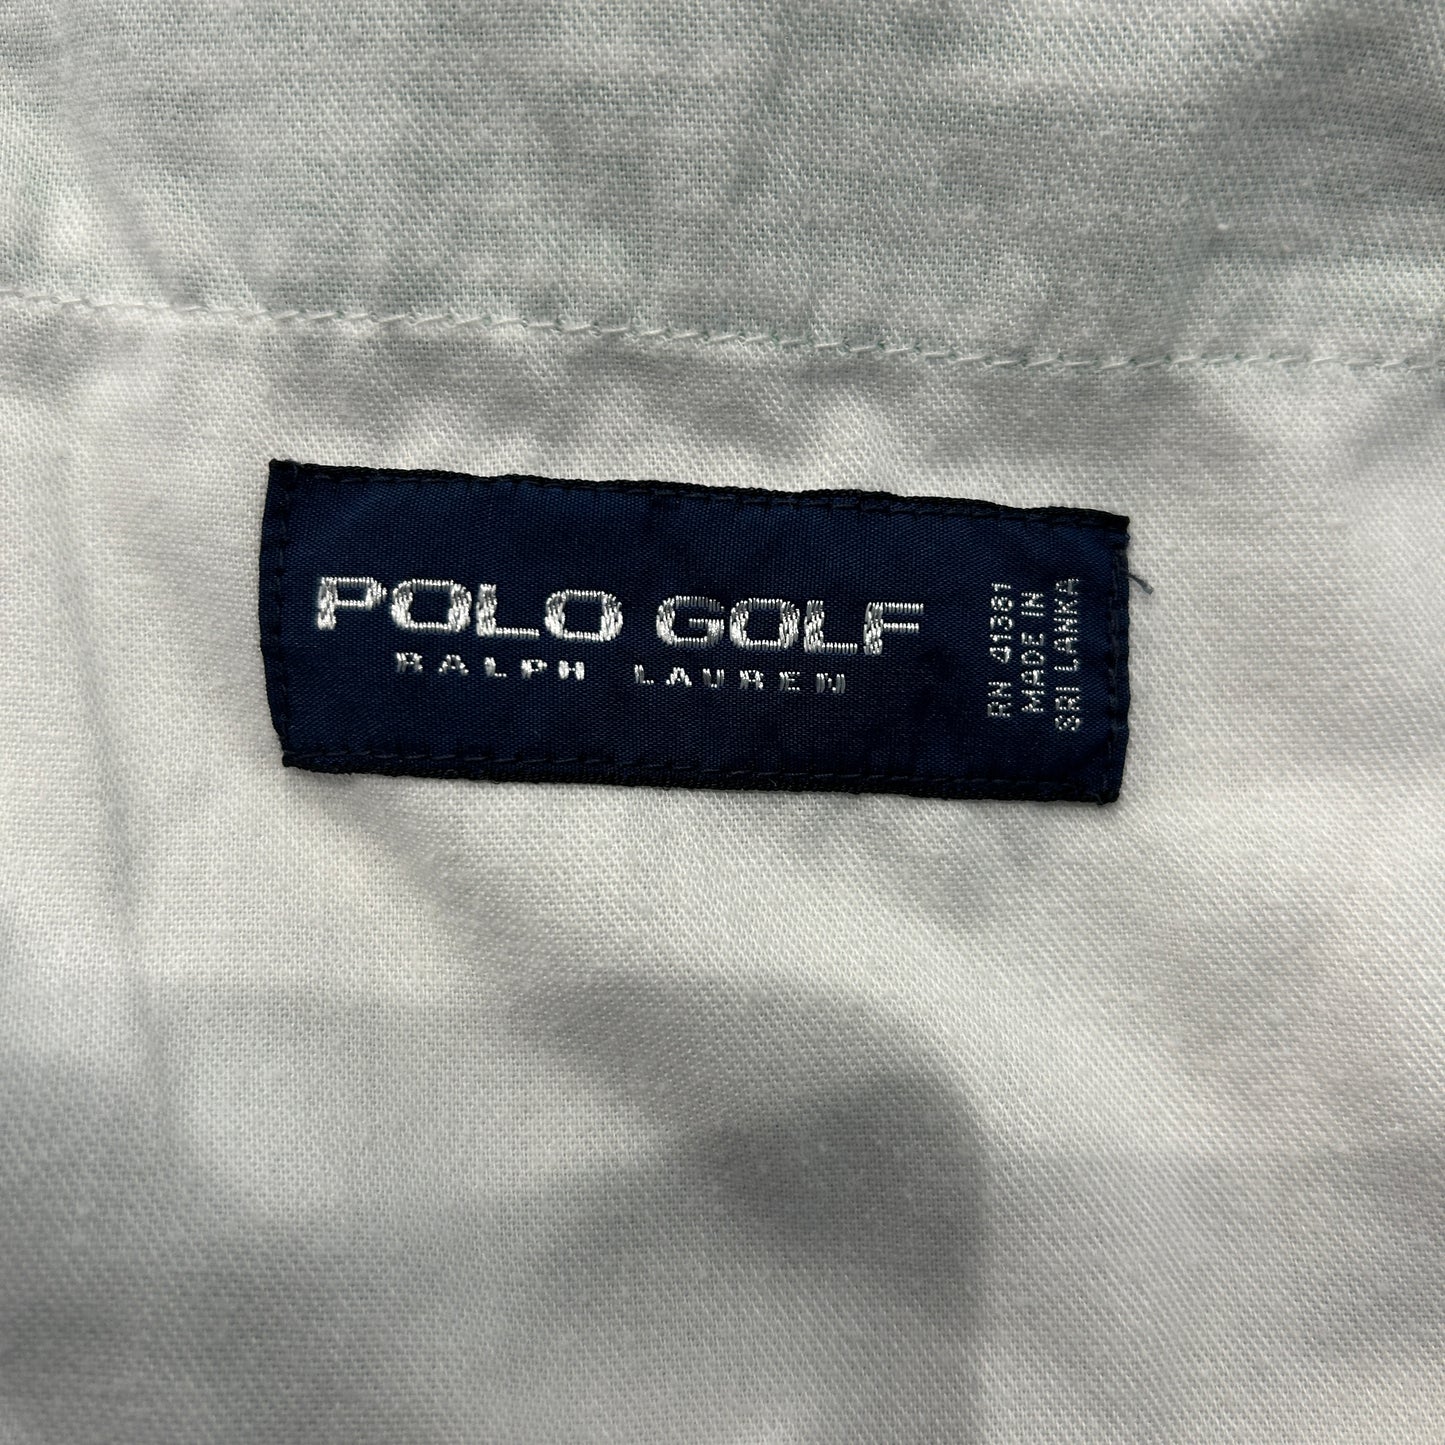 POLO GOLF
RALPH LAUREN
RN 41381
MADE IN
SRI LANKA